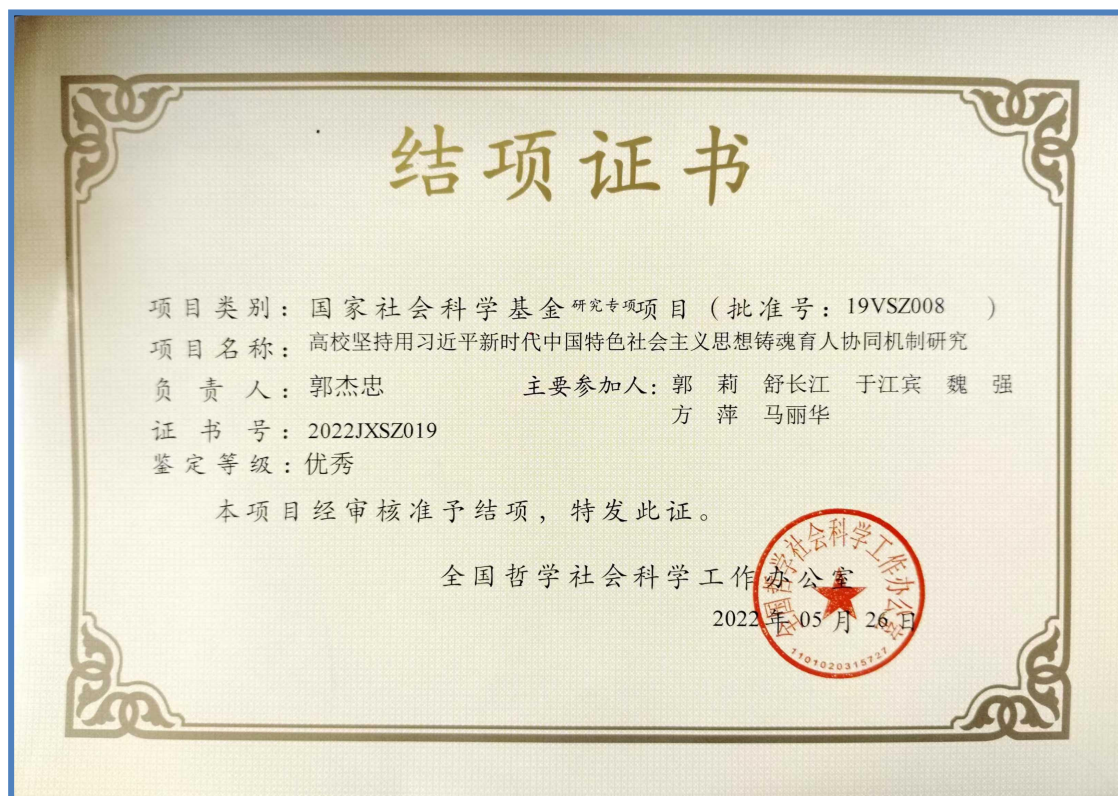 结项证书
项目类别：国家社会科学基金研究专项项目（批准号：19VSZ008 ）
项目名称：高校坚持用习近平新时代中国特色社会主义思想铸魂育人协同机制研究
负责人：郭杰忠 主要参加人：郭莉 舒长江 于江宾 魏强
方萍 马丽华
证书号：2022JXSZ019
鉴定等级：优秀
本项目经审核准予结项，特发此证。
全国哲学社会科学工作办公室
2022年05月26日
全国哲学社会科学工作办公室
1101020315727